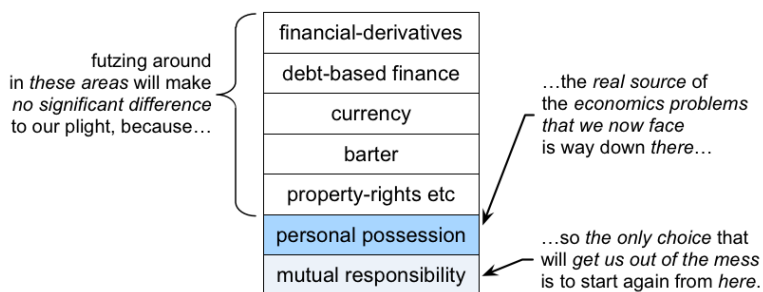 futzing around
in these areas will make
no significant difference
to our plight, because…
financial-derivatives
debt-based finance
currency
barter
property-rights etc
personal possession
mutual responsibility
…the real source of
the economics problems
that we now face
is way down there…
…so the only choice that
will get us out of the mess
is to start again from here.